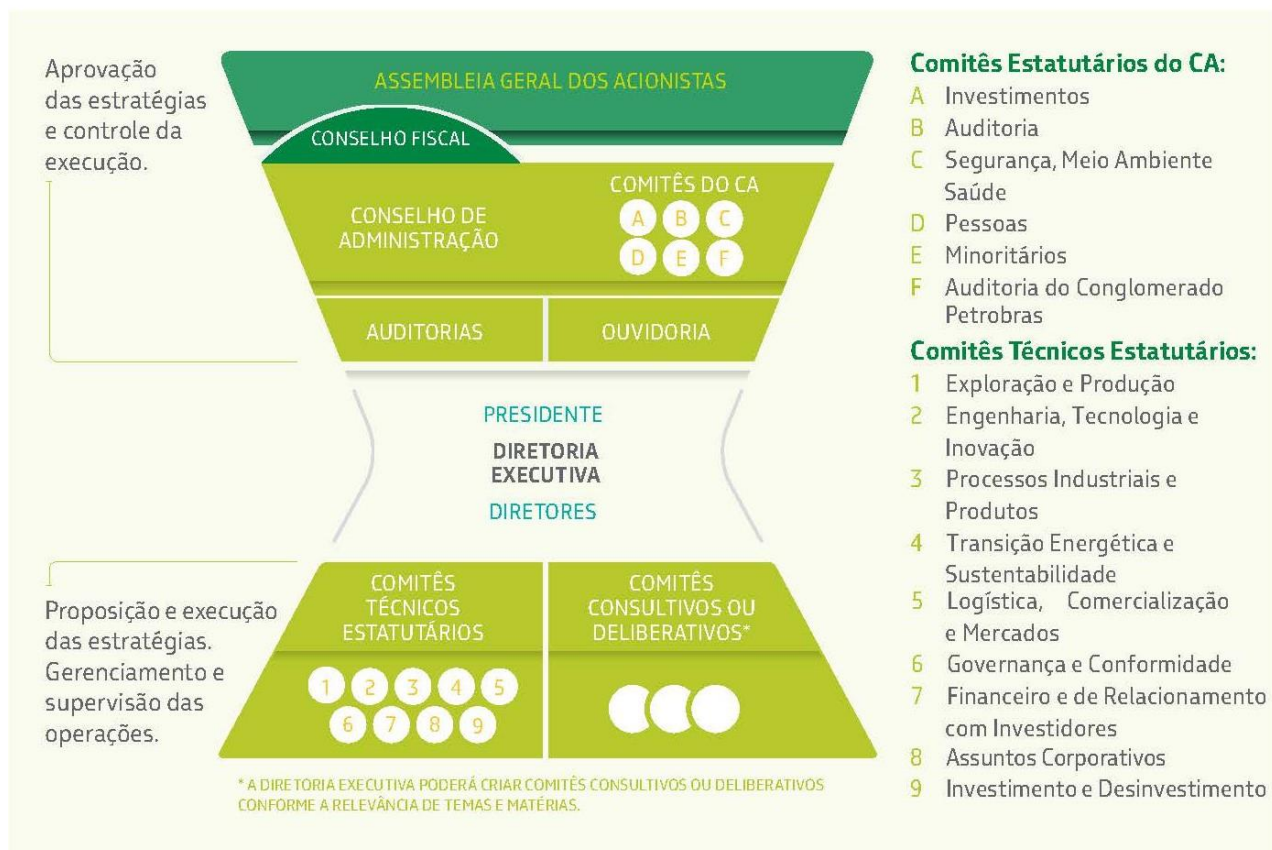 Aprovação
das estratégias
e controle da
execução.
ASSEMBLEIA GERAL DOS ACIONISTAS
CONSELHO FISCAL
CONSELHO DE
ADMINISTRAÇÃO
COMITÊS DO CA
A B C
D E F
AUDITORIAS
OUVIDORIA
PRESIDENTE
DIRETORIA
EXECUTIVA
DIRETORES
Proposição e execução
das estratégias.
Gerenciamento e
supervisão das
operações.
COMITÊS
TÉCNICOS
ESTATUTÁRIOS
1 2 3 4 5
6 7 8 9
COMITÊS
CONSULTIVOS OU
DELIBERATIVOS*
* A DIRETORIA EXECUTIVA PODERÁ CRIAR COMITÊS CONSULTIVOS OU DELIBERATIVOS
CONFORME A RELEVÂNCIA DE TEMAS E MATÉRIAS.
Comitês Estatutários do CA:
A Investimentos
B Auditoria
C Segurança, Meio Ambiente
Saúde
D Pessoas
E Minoritários
F Auditoria do Conglomerado
Petrobras
Comitês Técnicos Estatutários:
1 Exploração e Produção
2 Engenharia, Tecnologia e
Inovação
3 Processos Industriais e
Produtos
4 Transição Energética e
Sustentabilidade
5 Logística, Comercialização
e Mercados
6 Governança e Conformidade
7 Financeiro e de Relacionamento
com Investidores
8 Assuntos Corporativos
9 Investimento e Desinvestimento